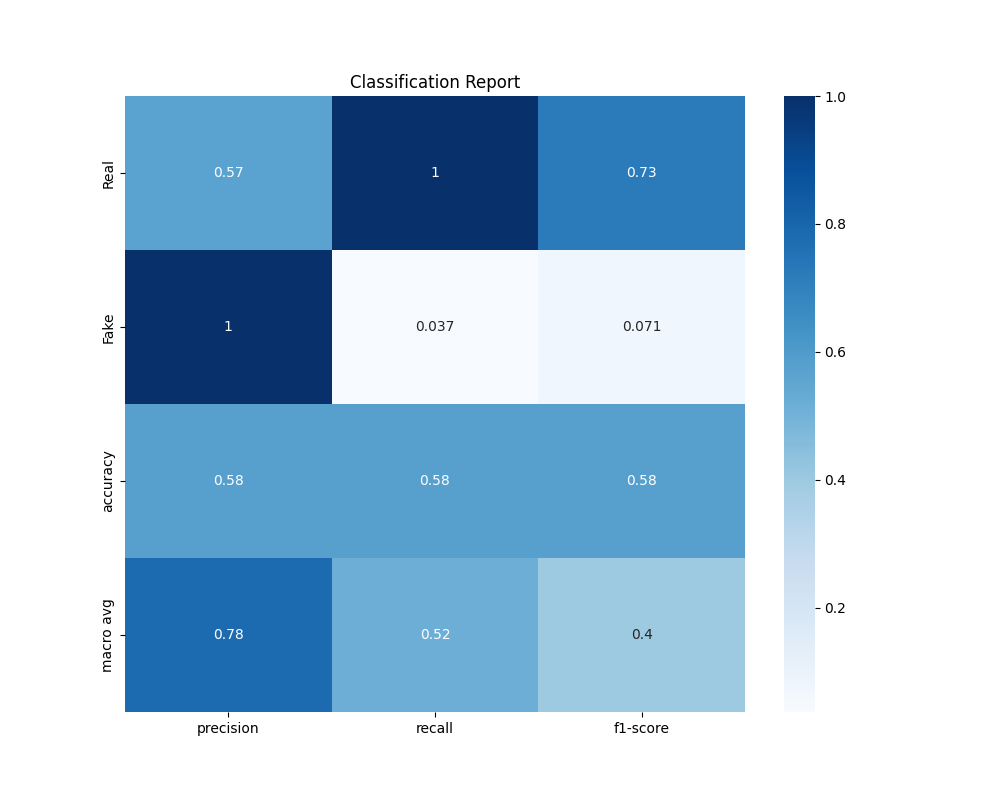 Classification Report
Real
0.57 1 0.73
Fake
1 0.037 0.071
accuracy
0.58 0.58 0.58
macro avg
0.78 0.52 0.4
precision recall f1-score
1.0
0.8
0.6
0.4
0.2